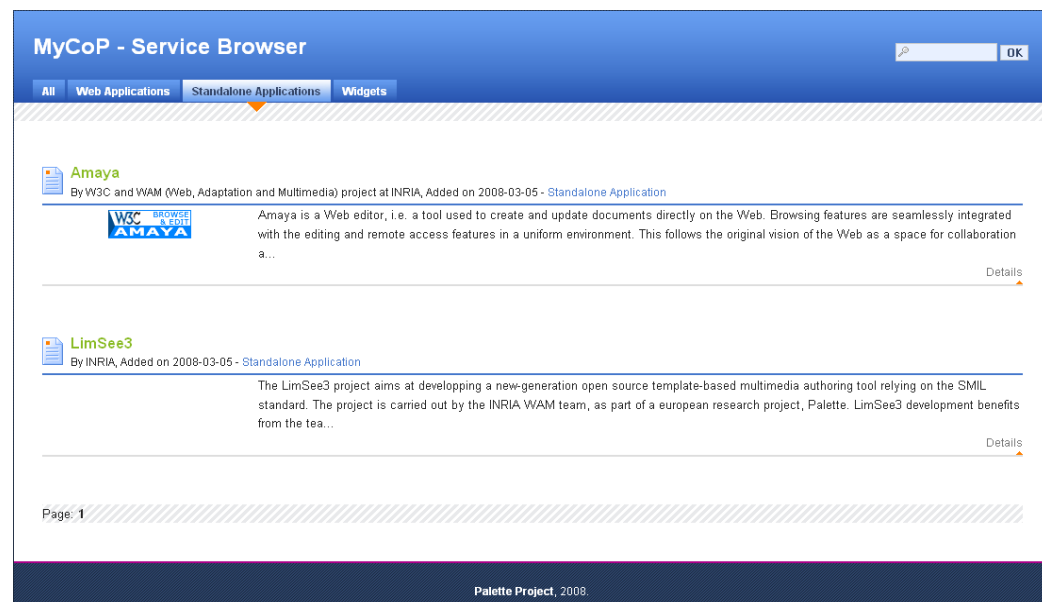 MyCoP - Service Browser
OK
All Web Applications Standalone Applications Widgets
Amaya
By W3C and WAM (Web, Adaptation and Multimedia) project at INRIA, Added on 2008-03-05 - Standalone Application
W3C BROWSE & EDIT
AMAYA
Amaya is a Web editor, i.e. a tool used to create and update documents directly on the Web. Browsing features are seamlessly integrated
with the editing and remote access features in a uniform environment. This follows the original vision of the Web as a space for collaboration
a...
Details
LimSee3
By INRIA, Added on 2008-03-05 - Standalone Application
The LimSee3 project aims at developping a new-generation open source template-based multimedia authoring tool relying on the SMIL
standard. The project is carried out by the INRIA WAM team, as part of a european research project, Palette. LimSee3 development benefits
from the tea...
Details
Page: 1
Palette Project, 2008.